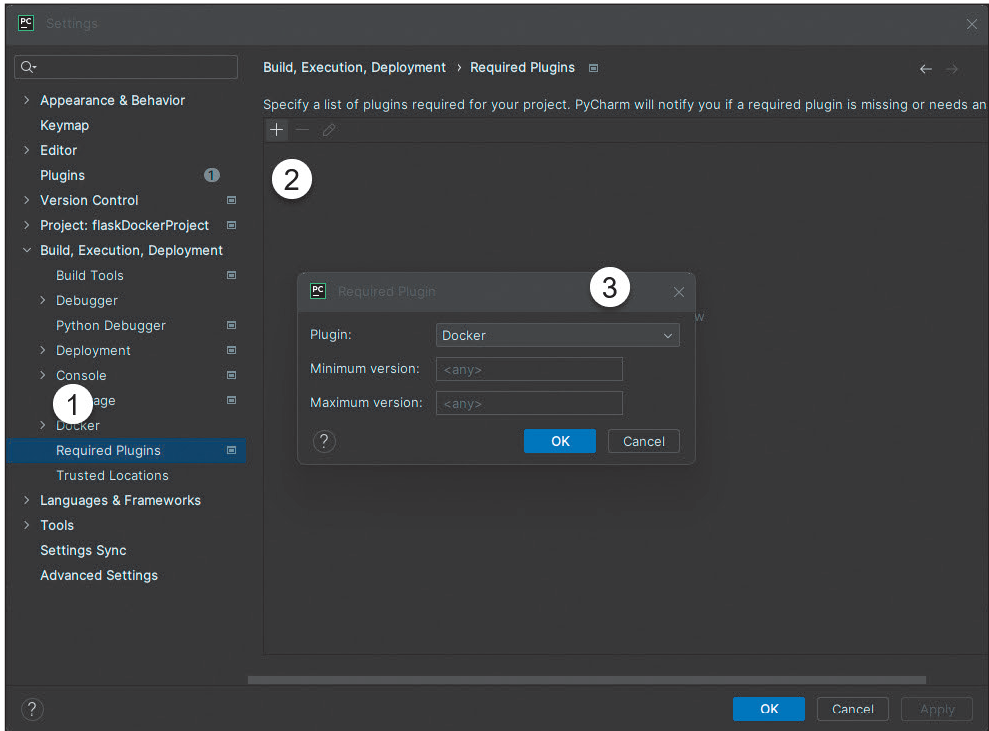 PC Settings
Build, Execution, Deployment › Required Plugins
Specify a list of plugins required for your project. PyCharm will notify you if a required plugin is missing or needs an
Appearance & Behavior
Keymap
Editor
Plugins 1
Version Control
Project: flaskDockerProject
Build, Execution, Deployment
Build Tools
Debugger
Python Debugger
Deployment
Console
age
Docker
Required Plugins
Trusted Locations
Languages & Frameworks
Tools
Settings Sync
Advanced Settings
1
2
3
PC Required Plugin
w
Plugin: Docker
Minimum version: <any>
Maximum version: <any>
? OK Cancel
? OK Cancel Apply